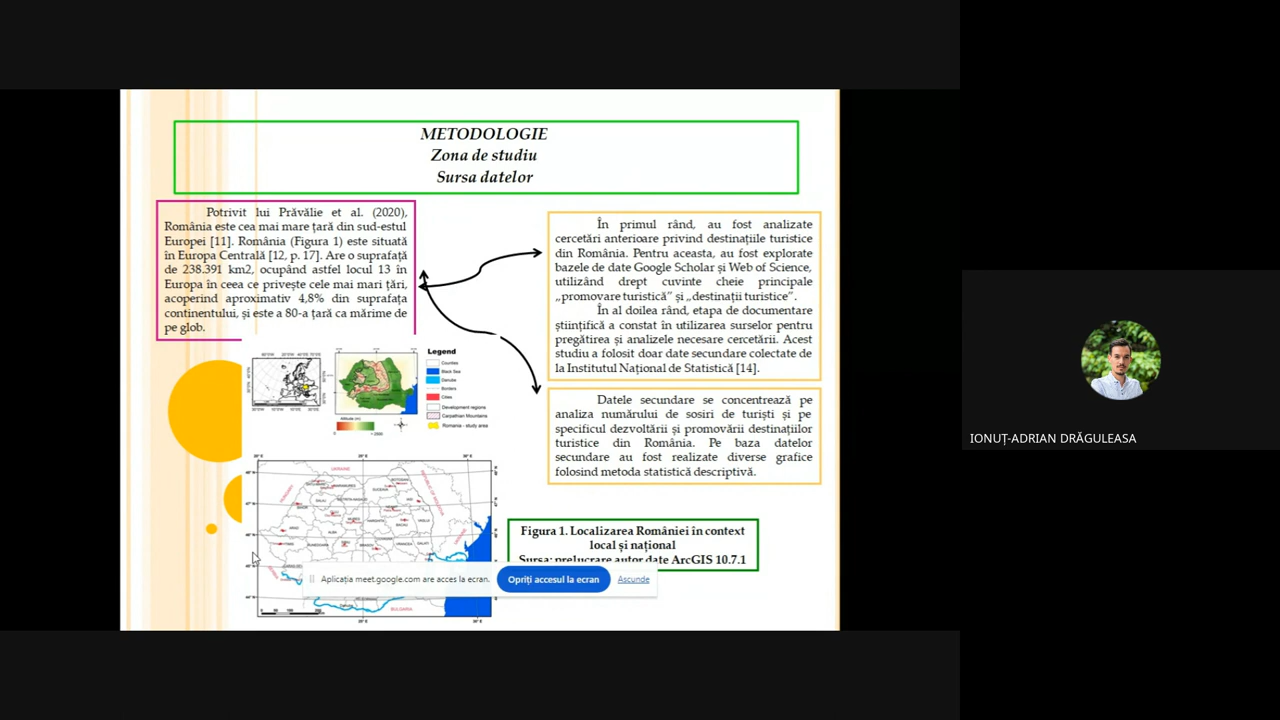 METODOLOGIE
Zona de studiu
Sursa datelor
Potrivit lui Prăvălie et al. (2020),
România este cea mai mare țară din sud-estul
Europei [11]. România (Figura 1) este situată
în Europa Centrală [12, p. 17]. Are o suprafață
de 238.391 km2, ocupând astfel locul 13 în
Europa în ceea ce privește cele mai mari țări,
acoperind aproximativ 4,8% din suprafața
continentului, și este a 80-a țară ca mărime de
pe glob.
În primul rând, au fost analizate
cercetări anterioare privind destinațiile turistice
din România. Pentru aceasta, au fost explorate
bazele de date Google Scholar și Web of Science,
utilizând drept cuvinte cheie principale
„promovare turistică” și „destinații turistice”.
În al doilea rând, etapa de documentare
științifică a constat în utilizarea surselor pentru
pregătirea și analizele necesare cercetării. Acest
studiu a folosit doar date secundare colectate de
la Institutul Național de Statistică [14].
Datele secundare se concentrează pe
analiza numărului de sosiri de turiști și pe
specificul dezvoltării și promovării destinațiilor
turistice din România. Pe baza datelor
secundare au fost realizate diverse grafice
folosind metoda statistică descriptivă.
Legend
Counties
Black Sea
Danube
Borders
Cities
Development regions
Carpathian Mountains
Romania - study area
Altitude (m)
UKRAINE
BULGARIA
Figura 1. Localizarea României în context
local și național
Sursa: prelucrare autor date ArcGIS 10.7.1
Aplicația meet.google.com are acces la ecran.
Opriți accesul la ecran
Ascunde
IONUȚ-ADRIAN DRĂGULEASA